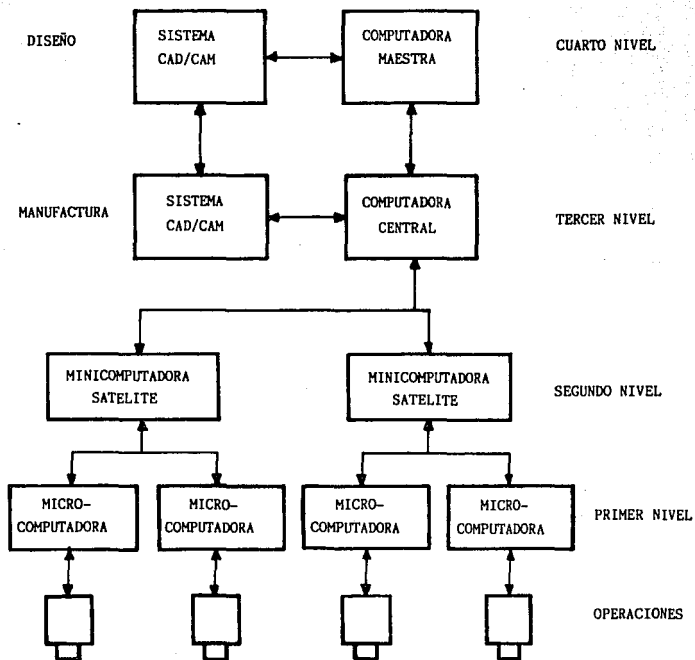 DISEÑO
SISTEMA
CAD/CAM
COMPUTADORA
MAESTRA
CUARTO NIVEL
MANUFACTURA
SISTEMA
CAD/CAM
COMPUTADORA
CENTRAL
TERCER NIVEL
MINICOMPUTADORA
SATELITE
MINICOMPUTADORA
SATELITE
SEGUNDO NIVEL
MICRO-
COMPUTADORA
MICRO-
COMPUTADORA
MICRO-
COMPUTADORA
MICRO-
COMPUTADORA
PRIMER NIVEL
OPERACIONES